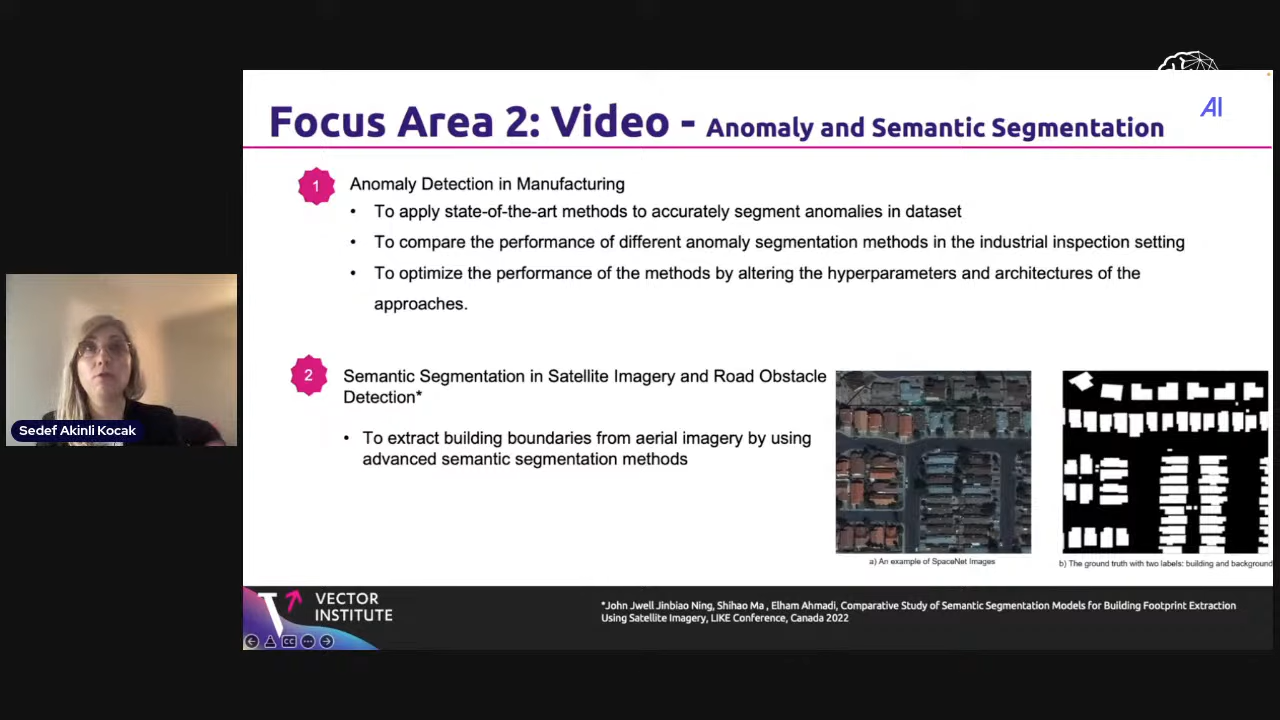 AI
Focus Area 2: Video - Anomaly and Semantic Segmentation
1
Anomaly Detection in Manufacturing
• To apply state-of-the-art methods to accurately segment anomalies in dataset
• To compare the performance of different anomaly segmentation methods in the industrial inspection setting
• To optimize the performance of the methods by altering the hyperparameters and architectures of the
approaches.
2
Semantic Segmentation in Satellite Imagery and Road Obstacle
Detection*
• To extract building boundaries from aerial imagery by using
advanced semantic segmentation methods
Sedef Akinli Kocak
a) An example of SpaceNet Images
b) The ground truth with two labels: building and background
VECTOR
INSTITUTE
*John Jwell Jinbiao Ning, Shihao Ma , Elham Ahmadi, Comparative Study of Semantic Segmentation Models for Building Footprint Extraction
Using Satellite Imagery, LIKE Conference, Canada 2022
CC